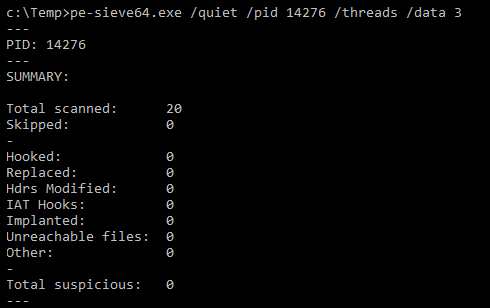 c:\Temp>pe-sieve64.exe /quiet /pid 14276 /threads /data 3
---
PID: 14276
---
SUMMARY:
Total scanned: 20
Skipped: 0
-
Hooked: 0
Replaced: 0
Hdrs Modified: 0
IAT Hooks: 0
Implanted: 0
Unreachable files: 0
Other: 0
-
Total suspicious: 0
---